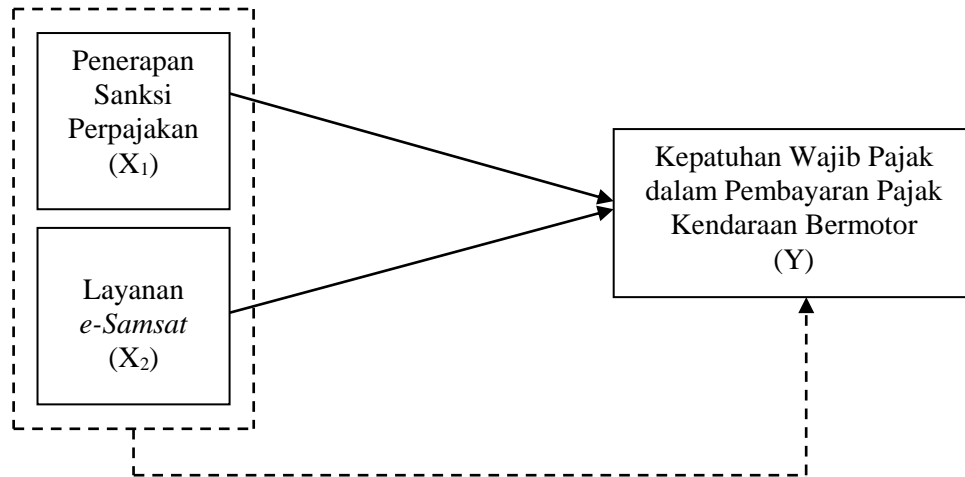 Penerapan
Sanksi
Perpajakan
(X₁)
Layanan
e-Samsat
(X₂)
Kepatuhan Wajib Pajak
dalam Pembayaran Pajak
Kendaraan Bermotor
(Y)